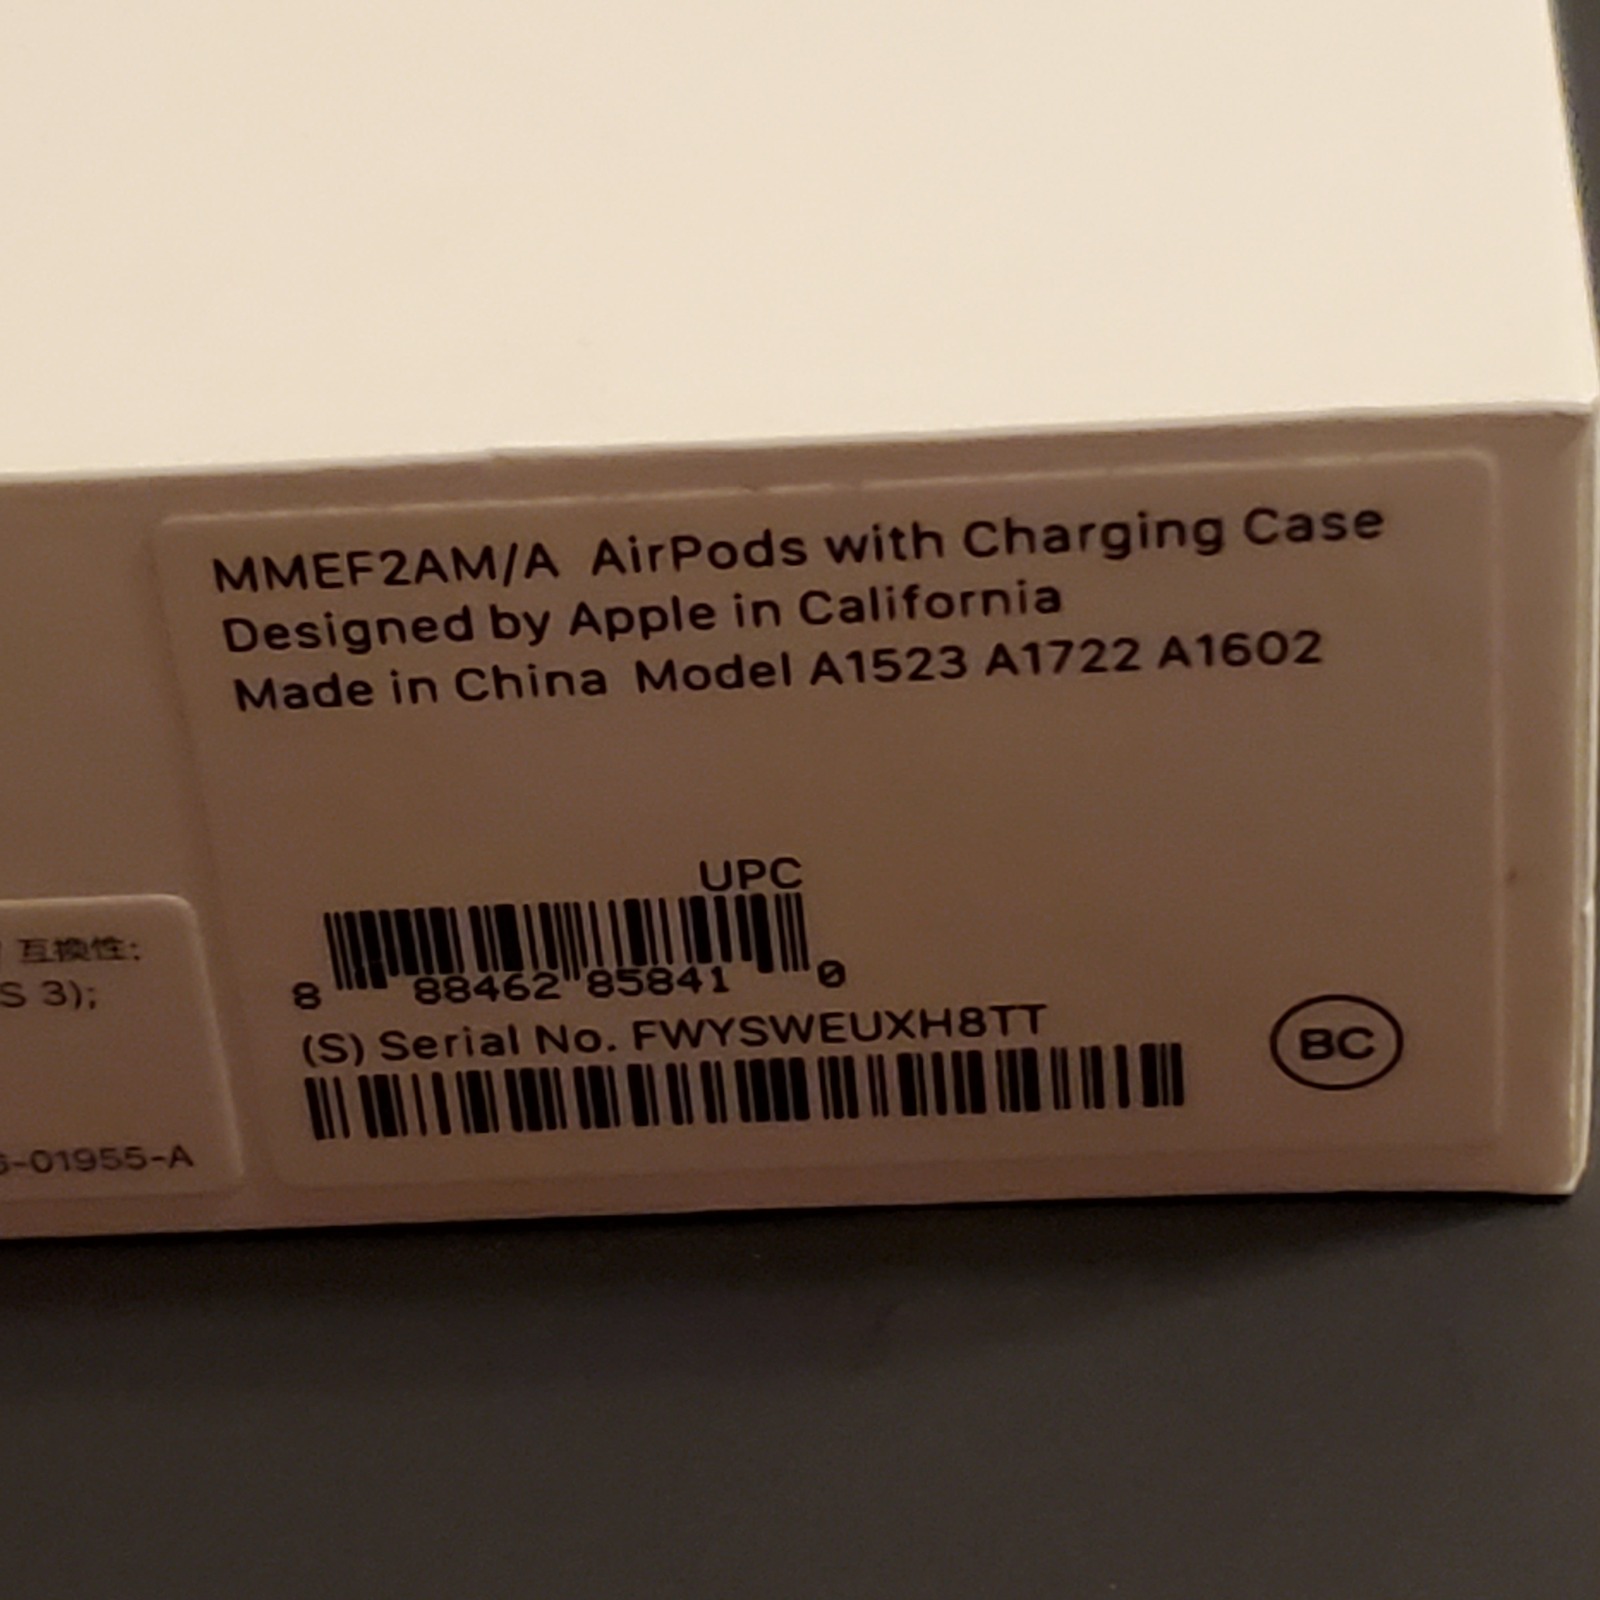 MMEF2AM/A AirPods with Charging Case
Designed by Apple in California
Made in China Model A1523 A1722 A1602
UPC
8 88462 85841 0
(S) Serial No. FWYSWEUXH8TT
BC
互換性:
S 3);
-01955-A